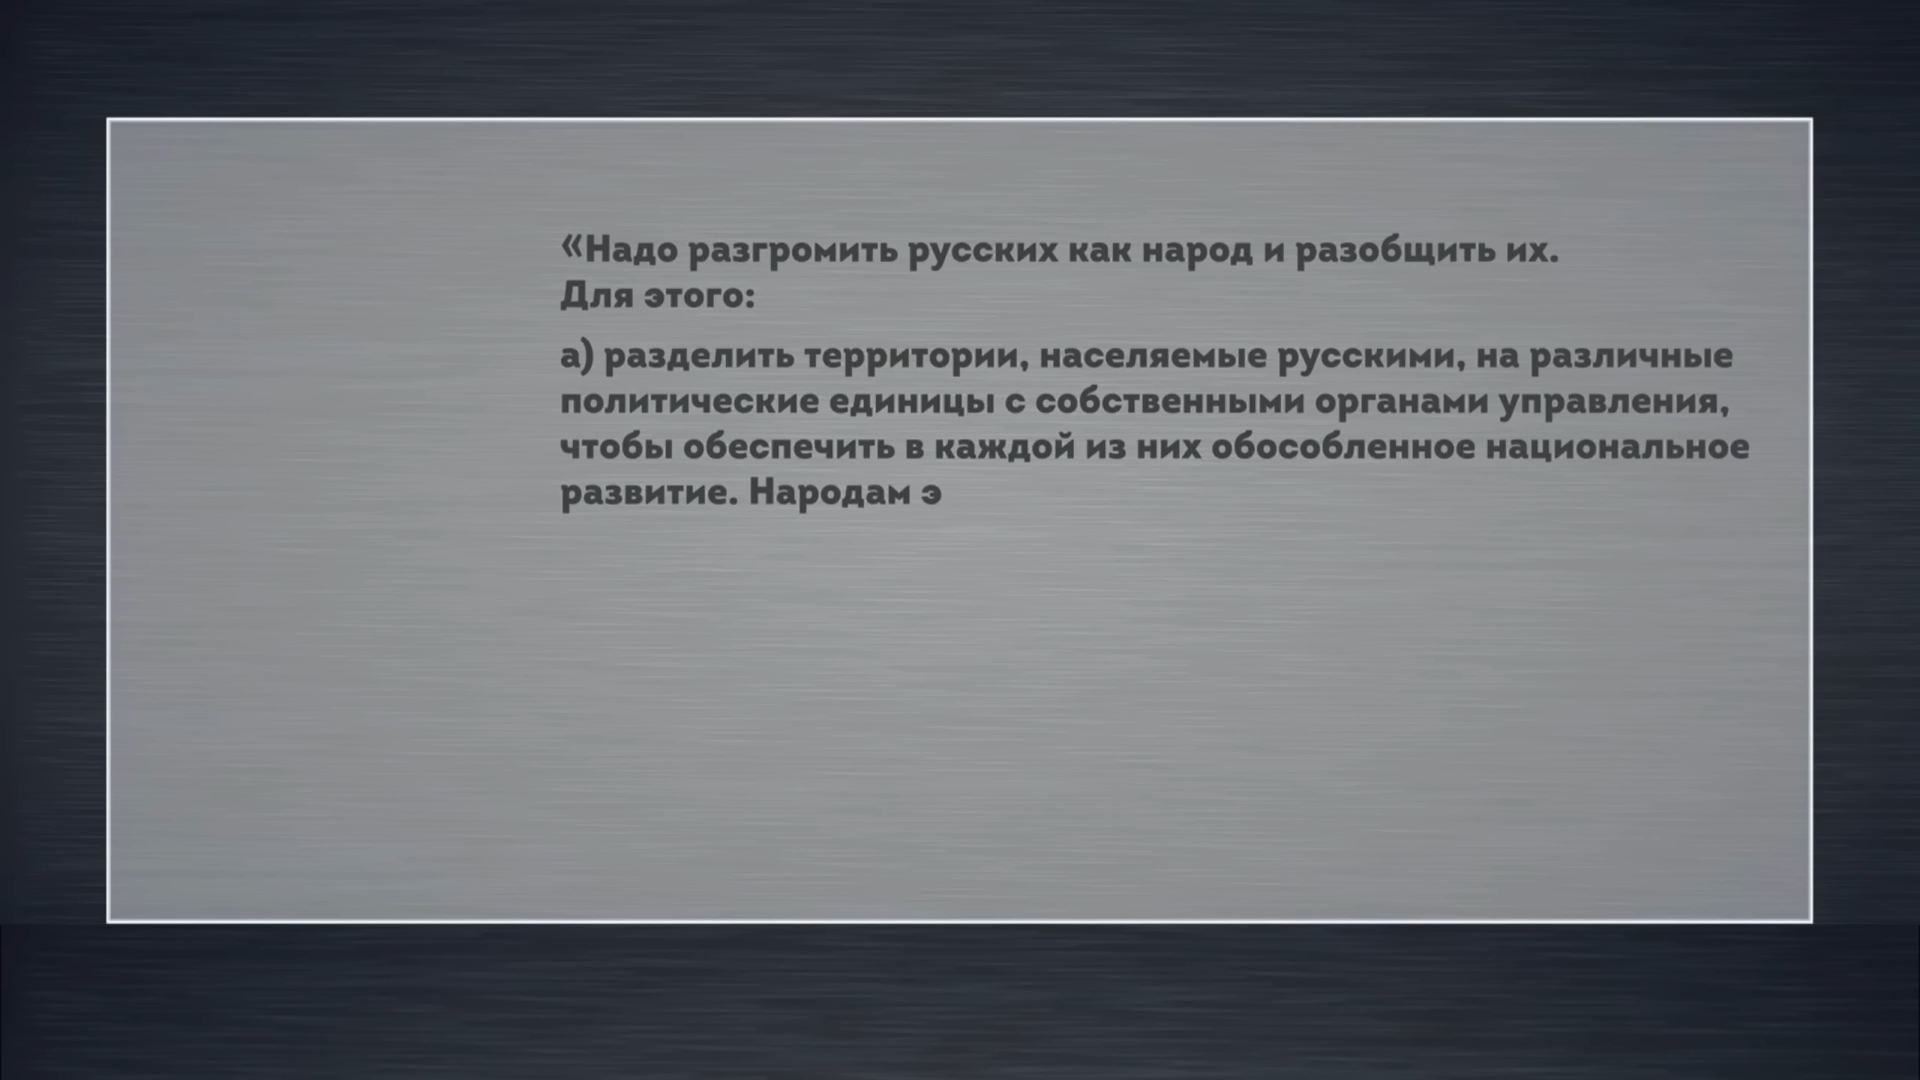 «Надо разгромить русских как народ и разобщить их.
Для этого:
а) разделить территории, населяемые русскими, на различные
политические единицы с собственными органами управления,
чтобы обеспечить в каждой из них обособленное национальное
развитие. Народам э